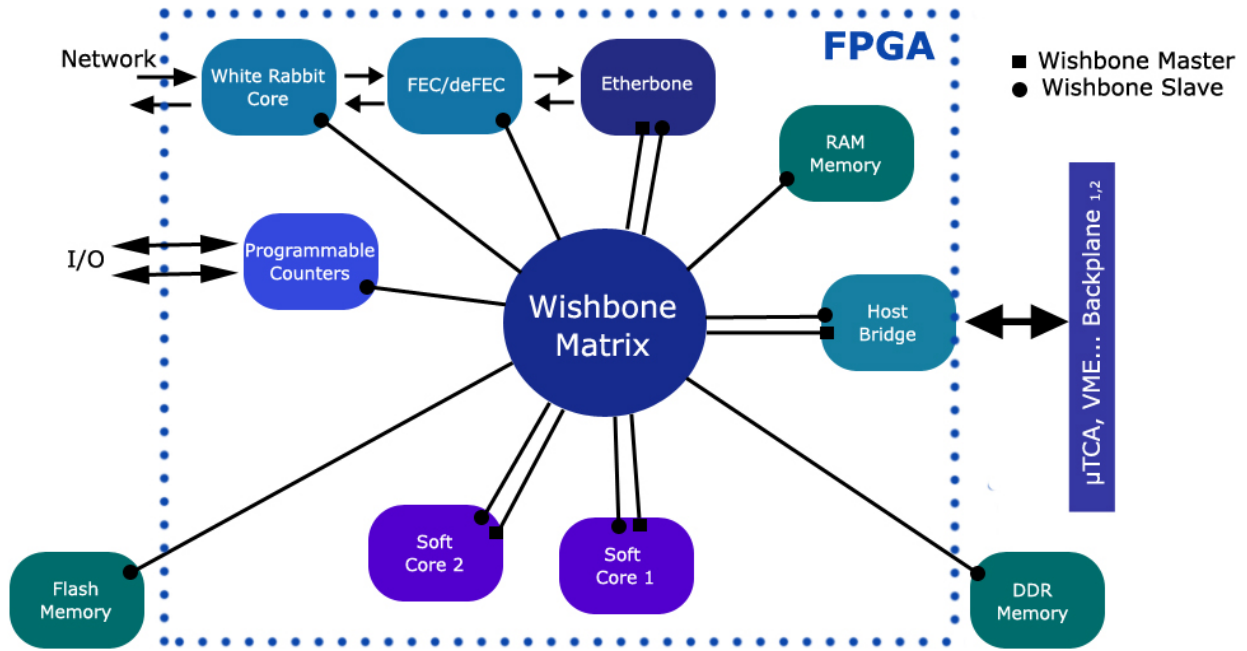 FPGA
Network
White Rabbit
Core
FEC/deFEC
Etherbone
■ Wishbone Master
● Wishbone Slave
RAM
Memory
I/O
Programmable
Counters
Wishbone
Matrix
Host
Bridge
μTCA, VME... Backplane 1,2
Soft
Core 2
Soft
Core 1
Flash
Memory
DDR
Memory